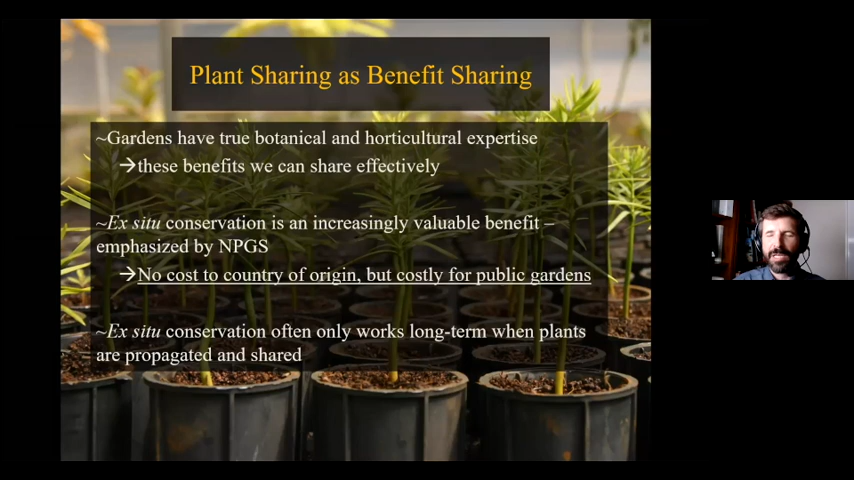 Plant Sharing as Benefit Sharing
~Gardens have true botanical and horticultural expertise
→these benefits we can share effectively
~Ex situ conservation is an increasingly valuable benefit –
emphasized by NPGS
→No cost to country of origin, but costly for public gardens
~Ex situ conservation often only works long-term when plants
are propagated and shared